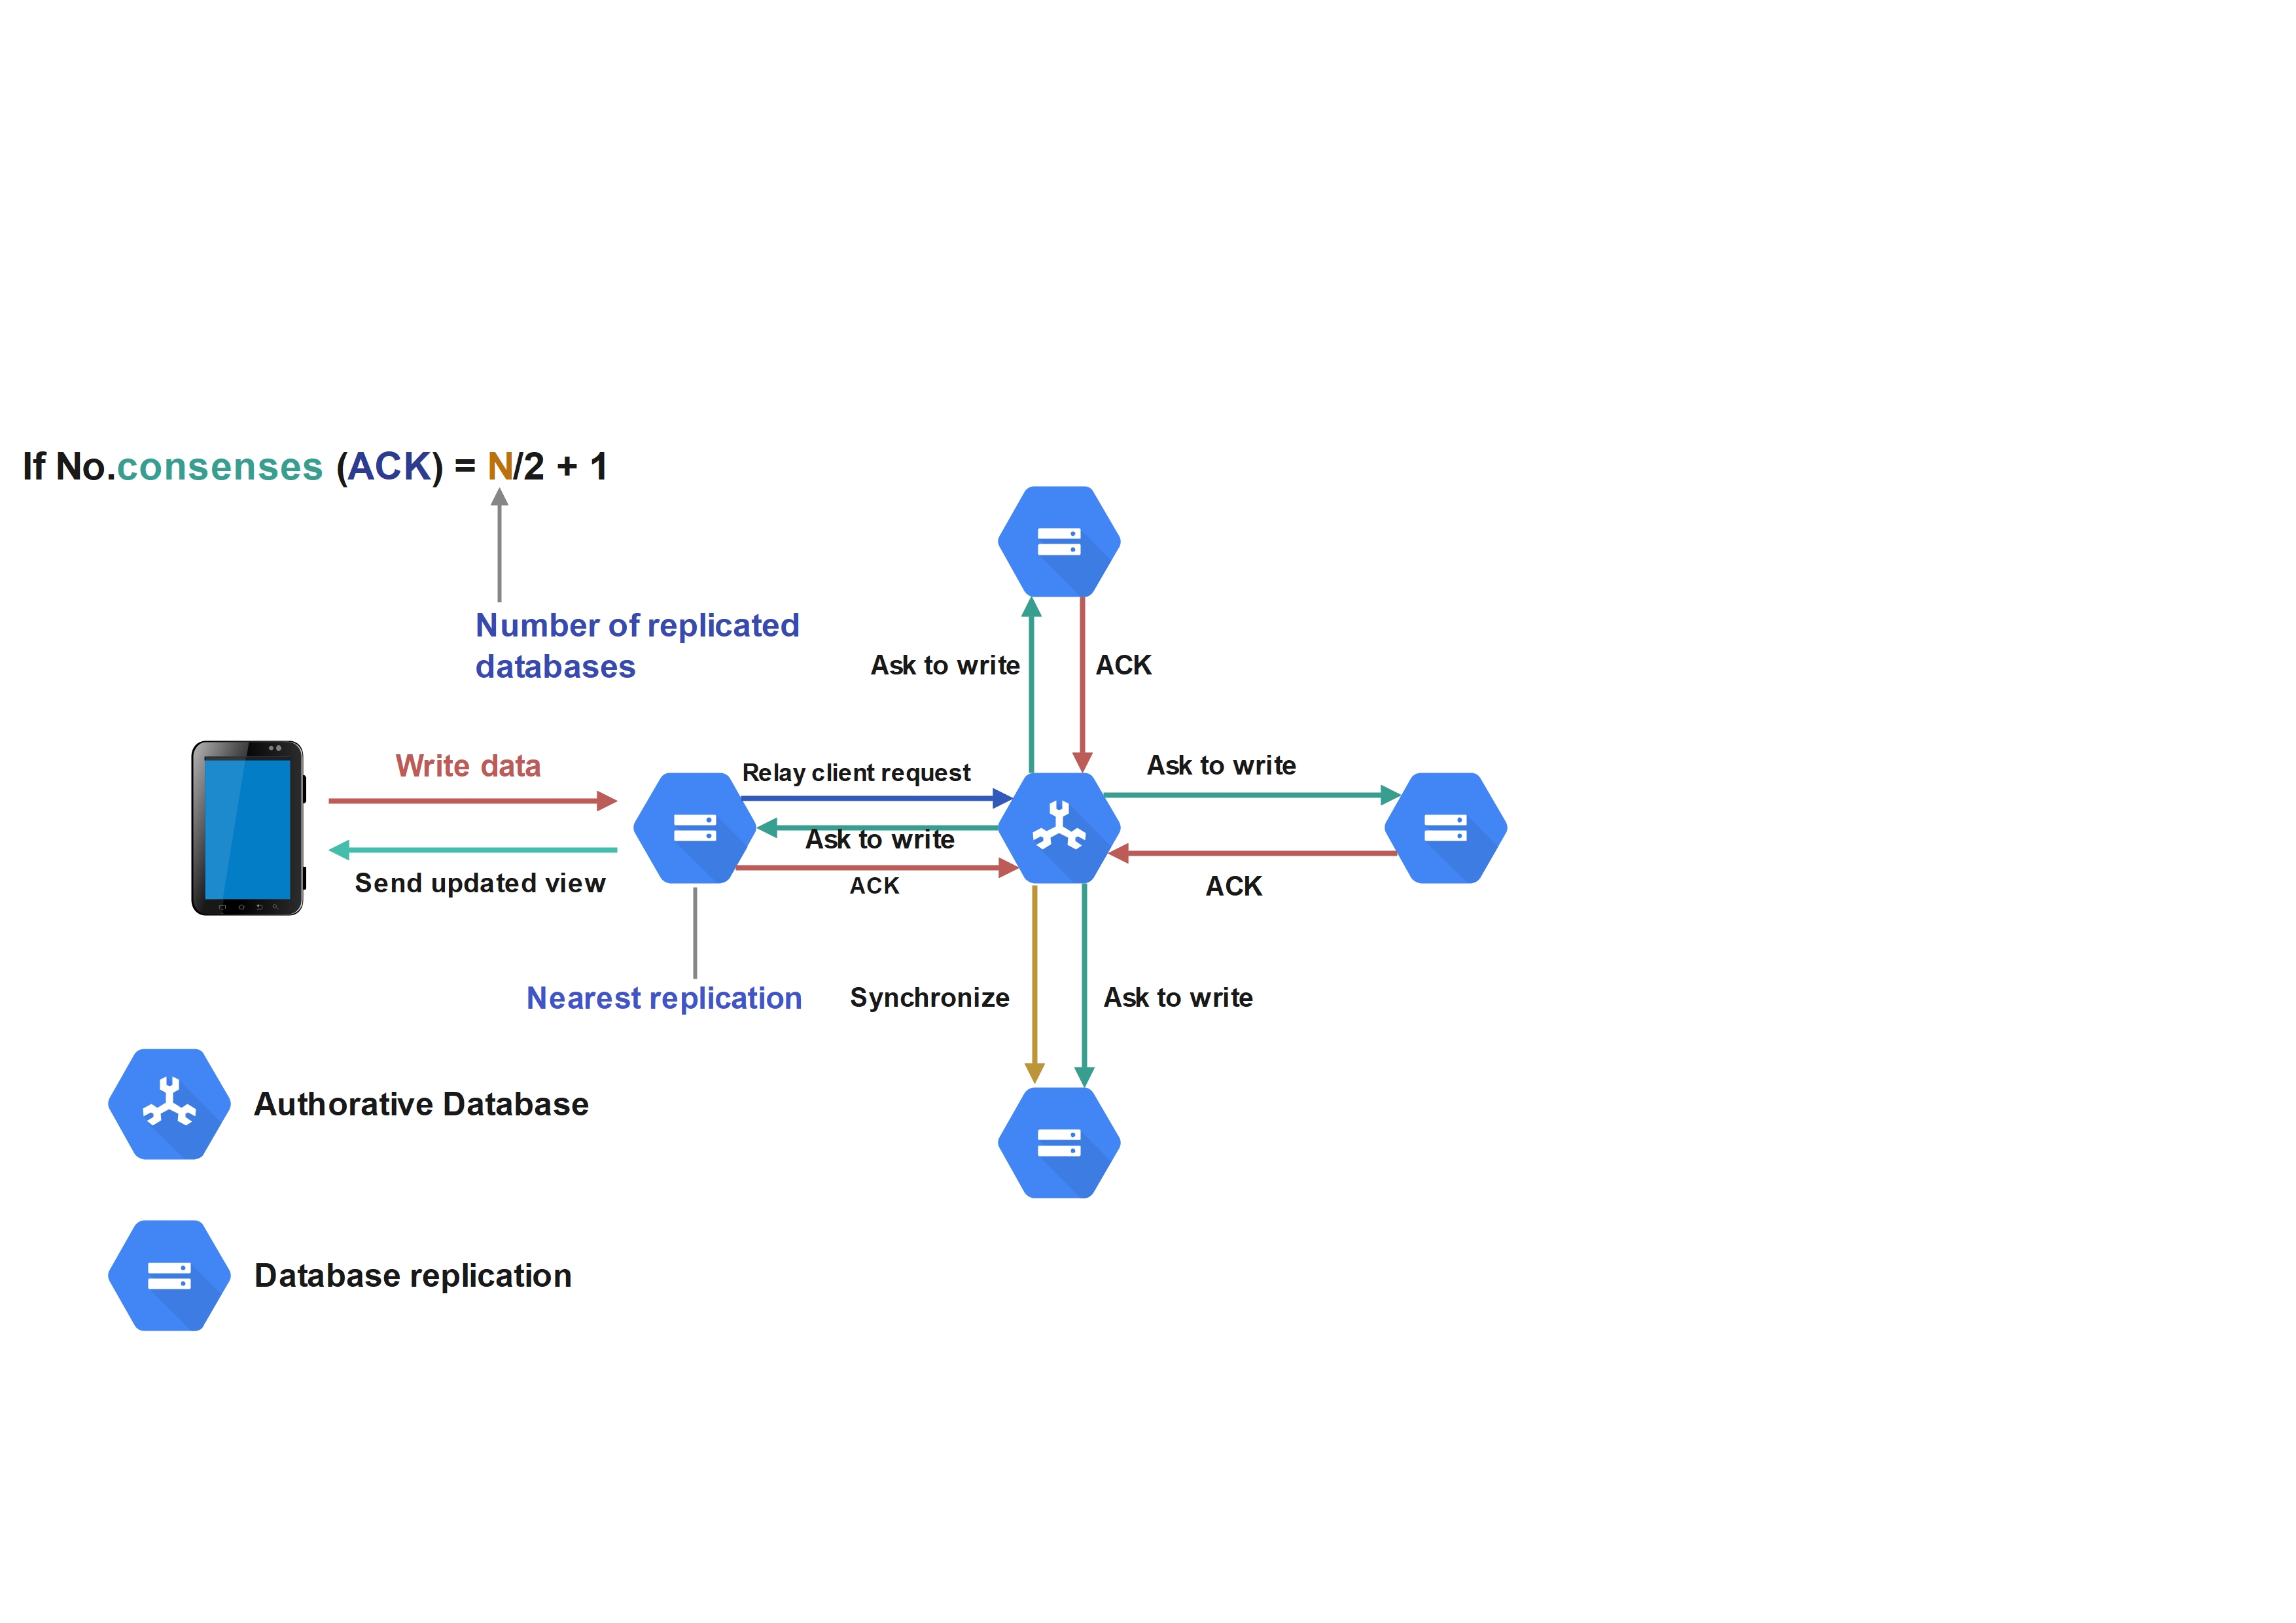 If No.consenses (ACK) = N/2 + 1
Number of replicated
databases
Ask to write
ACK
Write data
Relay client request
Ask to write
Ask to write
Send updated view
ACK
ACK
Nearest replication
Synchronize
Ask to write
Authorative Database
Database replication